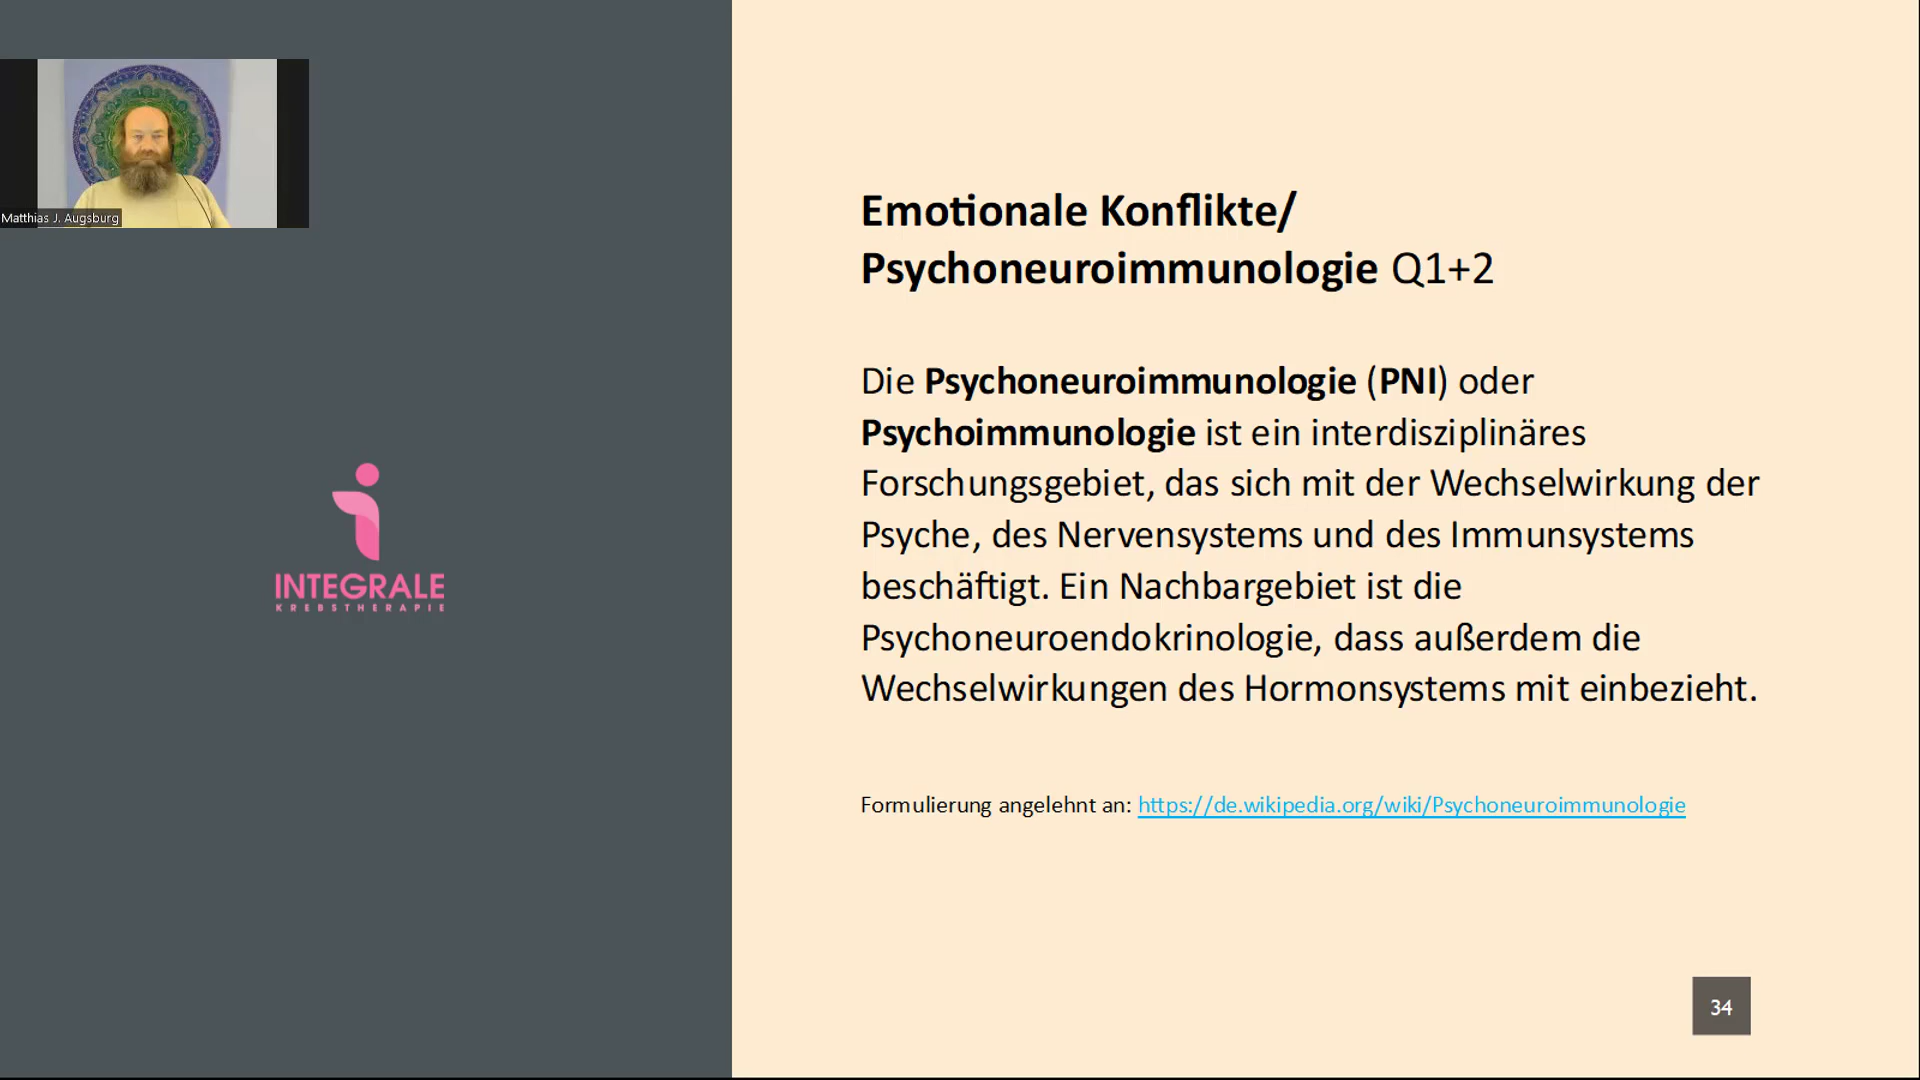 Matthias J. Augsburg
INTEGRALE
KREBSTHERAPIE
Emotionale Konflikte/
Psychoneuroimmunologie Q1+2
Die Psychoneuroimmunologie (PNI) oder
Psychoimmunologie ist ein interdisziplinäres
Forschungsgebiet, das sich mit der Wechselwirkung der
Psyche, des Nervensystems und des Immunsystems
beschäftigt. Ein Nachbargebiet ist die
Psychoneuroendokrinologie, dass außerdem die
Wechselwirkungen des Hormonsystems mit einbezieht.
Formulierung angelehnt an: https://de.wikipedia.org/wiki/Psychoneuroimmunologie
34